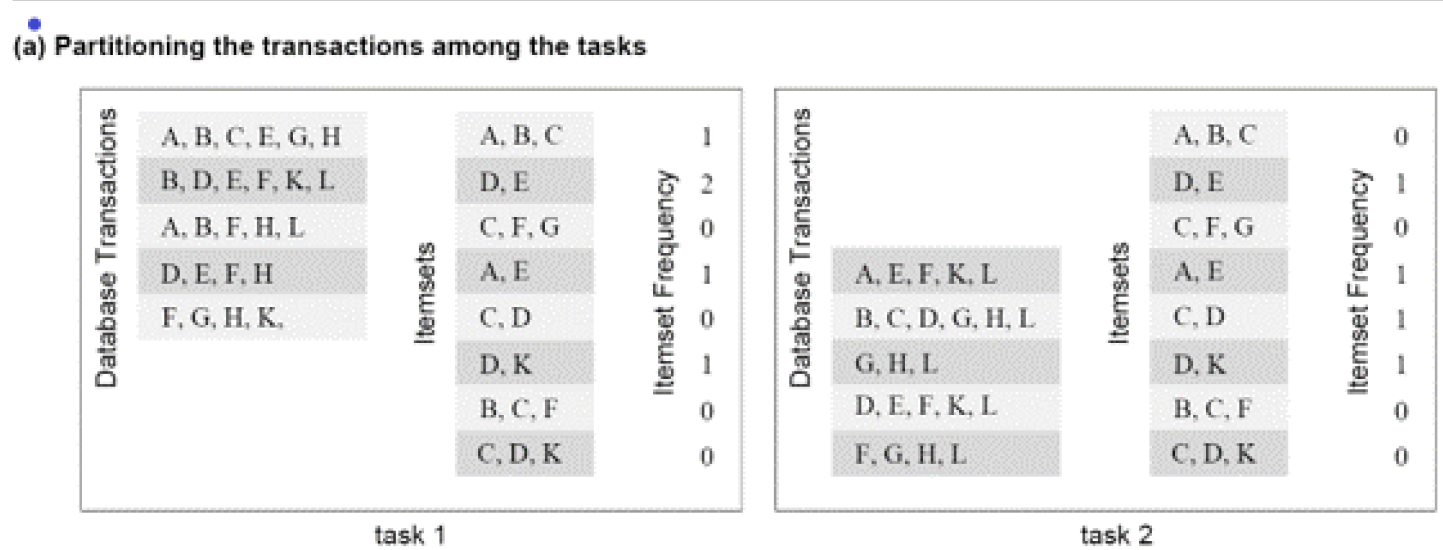 (a) Partitioning the transactions among the tasks
Database Transactions
A, B, C, E, G, H
B, D, E, F, K, L
A, B, F, H, L
D, E, F, H
F, G, H, K,
Itemsets
A, B, C
D, E
C, F, G
A, E
C, D
D, K
B, C, F
C, D, K
Itemset Frequency
1
2
0
1
0
1
0
0
task 1
Database Transactions
A, E, F, K, L
B, C, D, G, H, L
G, H, L
D, E, F, K, L
F, G, H, L
Itemsets
A, B, C
D, E
C, F, G
A, E
C, D
D, K
B, C, F
C, D, K
Itemset Frequency
0
1
0
1
1
1
0
0
task 2